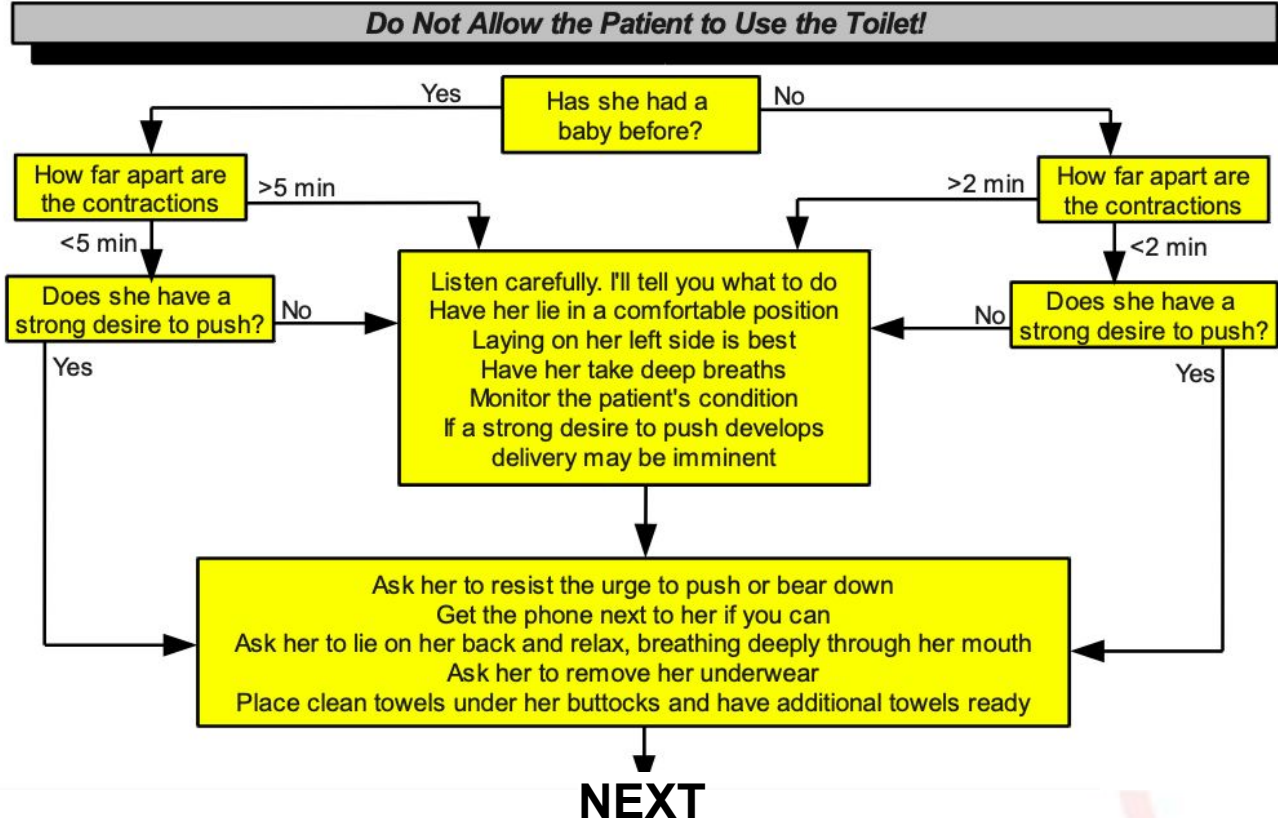 Do Not Allow the Patient to Use the Toilet!
Yes
Has she had a
baby before?
No
How far apart are
the contractions
>5 min
>2 min
How far apart are
the contractions
<5 min
<2 min
Does she have a
strong desire to push?
No
Listen carefully. I'll tell you what to do
Have her lie in a comfortable position
Laying on her left side is best
Have her take deep breaths
Monitor the patient's condition
If a strong desire to push develops
delivery may be imminent
No
Does she have a
strong desire to push?
Yes
Yes
Ask her to resist the urge to push or bear down
Get the phone next to her if you can
Ask her to lie on her back and relax, breathing deeply through her mouth
Ask her to remove her underwear
Place clean towels under her buttocks and have additional towels ready
NEXT